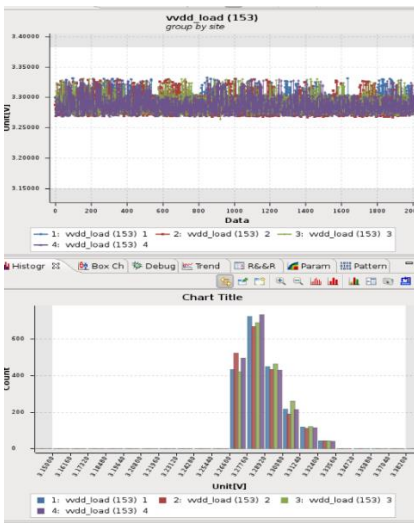 vvdd_load (153)
group by site
3.40000
3.35000
3.30000
3.25000
3.20000
3.15000
Unit[V]
0 200 400 600 800 1000 1200 1400 1600 1800 200
Data
1: vvdd_load (153) 1 2: vvdd_load (153) 2 3: vvdd_load (153) 3
4: vvdd_load (153) 4
Histogr Box Ch Debug Trend R&&R Param Pattern
Chart Title
600
400
200
0
Count
Unit[V]
1: vvdd_load (153) 1 2: vvdd_load (153) 2 3: vvdd_load (153) 3
4: vvdd_load (153) 4